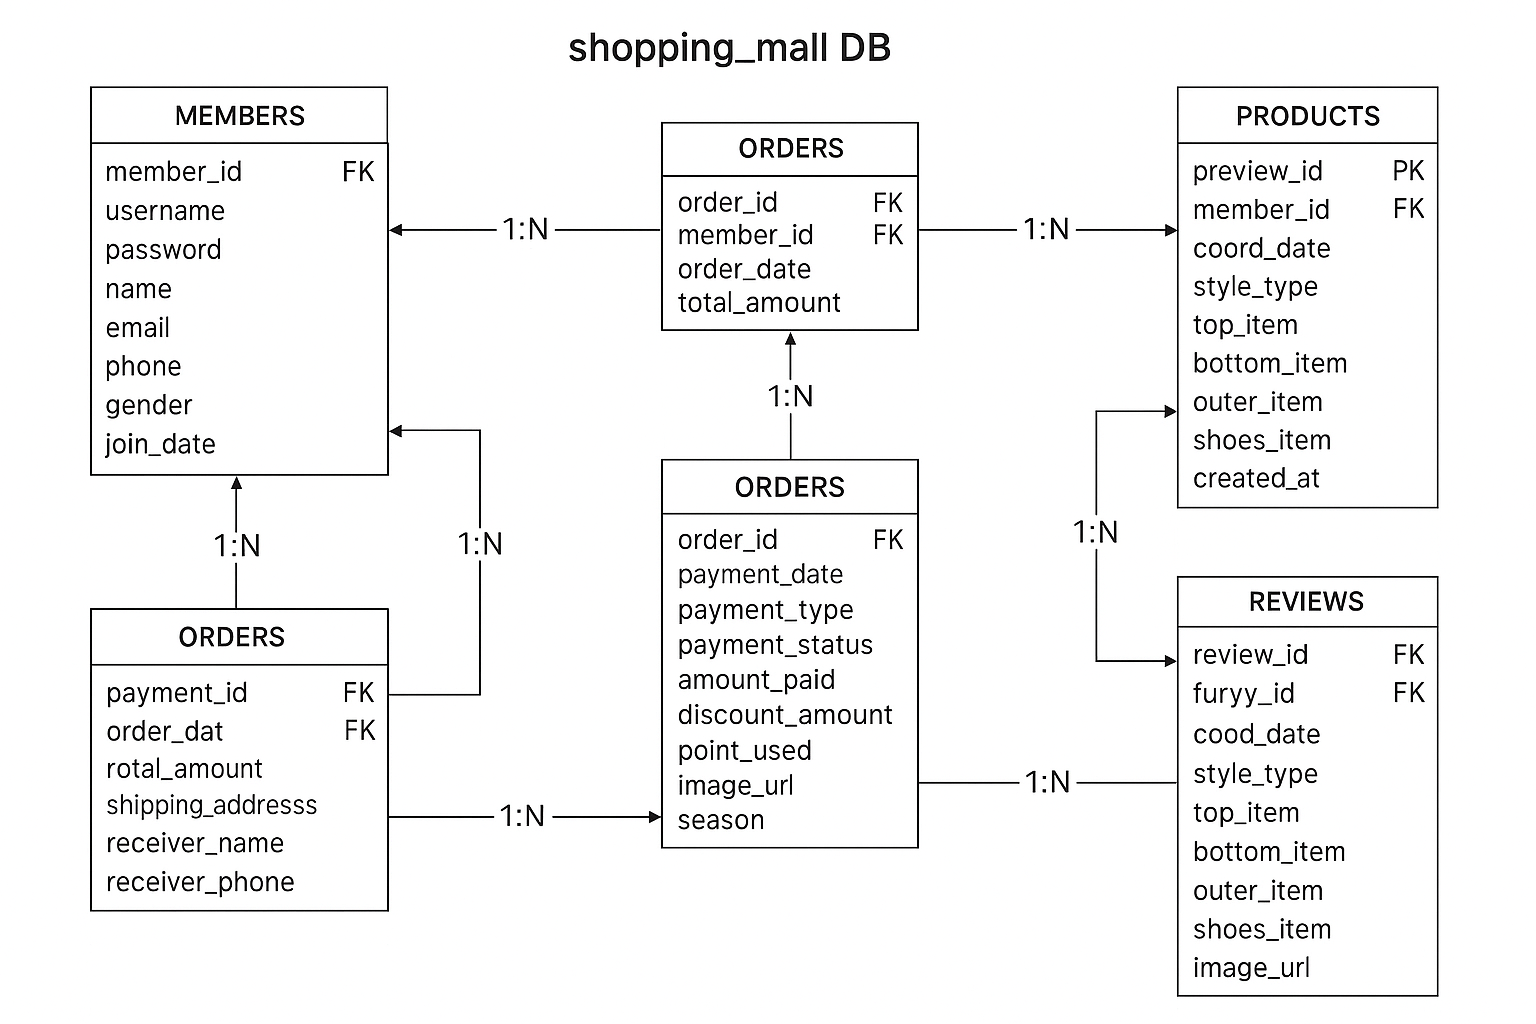 shopping_mall DB
MEMBERS
member_id FK
username
password
name
email
phone
gender
join_date
1:N
ORDERS
order_id FK
member_id FK
order_date
total_amount
1:N
PRODUCTS
preview_id PK
member_id FK
coord_date
style_type
top_item
bottom_item
outer_item
shoes_item
created_at
1:N
1:N
1:N
1:N
ORDERS
payment_id FK
order_dat FK
rotal_amount
shipping_addresss
receiver_name
receiver_phone
1:N
ORDERS
order_id FK
payment_date
payment_type
payment_status
amount_paid
discount_amount
point_used
image_url
season
1:N
REVIEWS
review_id FK
furyy_id FK
cood_date
style_type
top_item
bottom_item
outer_item
shoes_item
image_url